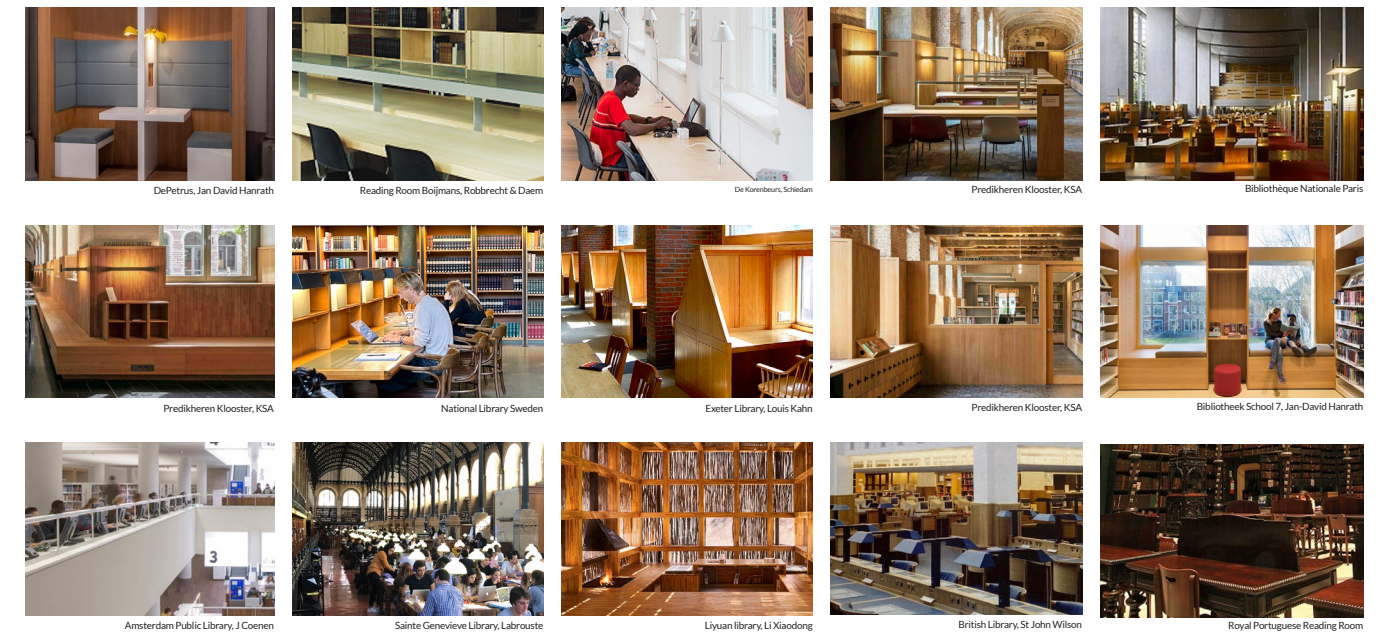 DePetrus, Jan David Hanrath
Reading Room Boijmans, Robbrecht & Daem
De Korenbeurs, Schiedam
Predikheren Klooster, KSA
Bibliothèque Nationale Paris
Predikheren Klooster, KSA
National Library Sweden
Exeter Library, Louis Kahn
Predikheren Klooster, KSA
Bibliotheek School 7, Jan-David Hanrath
3
Amsterdam Public Library, J Coenen
Sainte Genevieve Library, Labrouste
Liyuan library, Li Xiaodong
British Library, St John Wilson
Royal Portuguese Reading Room